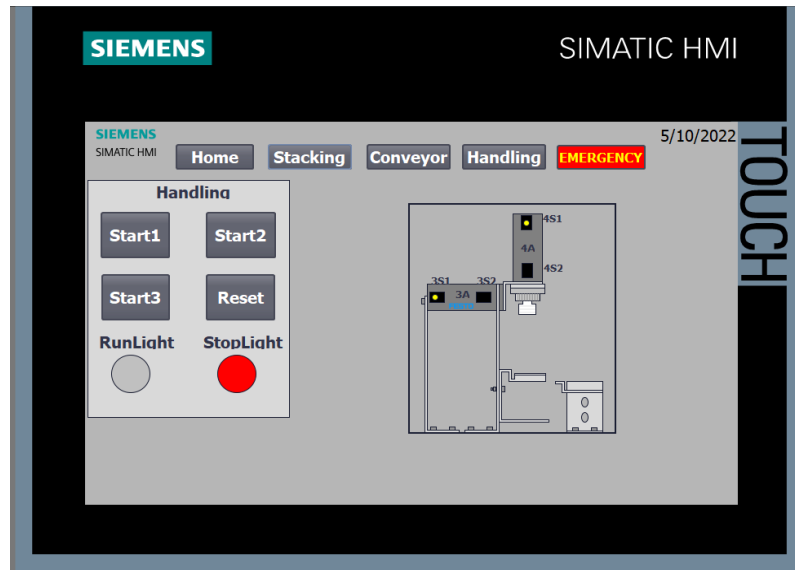 SIEMENS
SIMATIC HMI
TOUCH
SIEMENS
SIMATIC HMI
5/10/2022
Home
Stacking
Conveyor
Handling
EMERGENCY
Handling
Start1
Start2
Start3
Reset
RunLight
StopLight
4S1
4A
4S2
3S1
3S2
3A